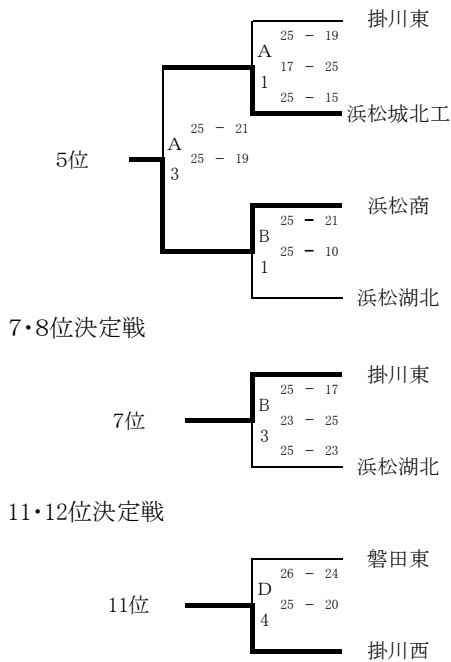 掛川東
25 － 19
A
17 － 25
1
25 － 15
浜松城北工
25 － 21
A
5位
25 － 19
3
浜松商
25 － 21
B
25 － 10
1
浜松湖北
7・8位決定戦
掛川東
25 － 17
B
7位
23 － 25
3
25 － 23
浜松湖北
11・12位決定戦
磐田東
26 － 24
D
11位
25 － 20
4
掛川西